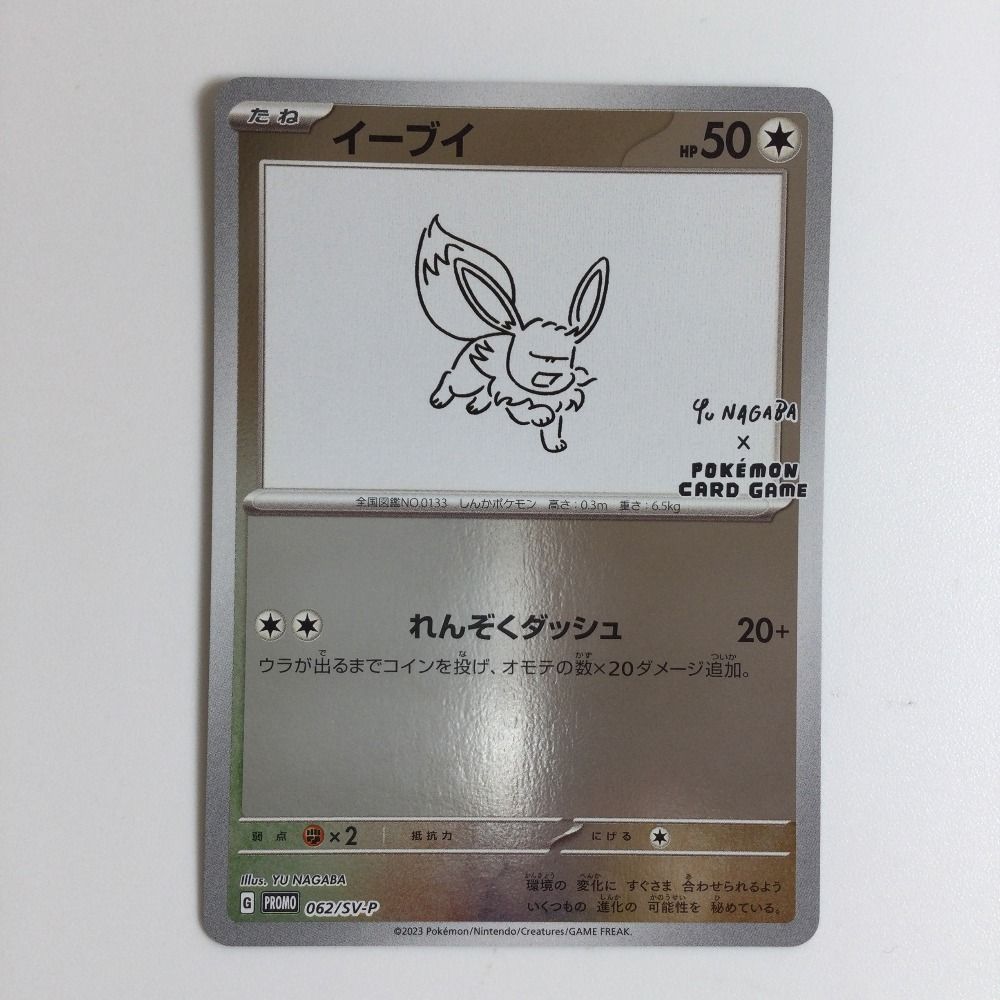 たね イーブイ HP 50
YU NAGABA
×
POKÉMON
CARD GAME
全国図鑑NO.0133 しんかポケモン 高さ:0.3m 重さ:6.5kg
れんぞくダッシュ 20+
ウラが出るまでコインを投げ、オモテの数×20ダメージ追加。
弱点 ×2 抵抗力 にげる
Illus. YU NAGABA
環境の 変化に すぐさま 合わせられるよう
G PROMO 062/SV-P
いくつもの 進化の 可能性を 秘めている。
©2023 Pokémon/Nintendo/Creatures/GAME FREAK.